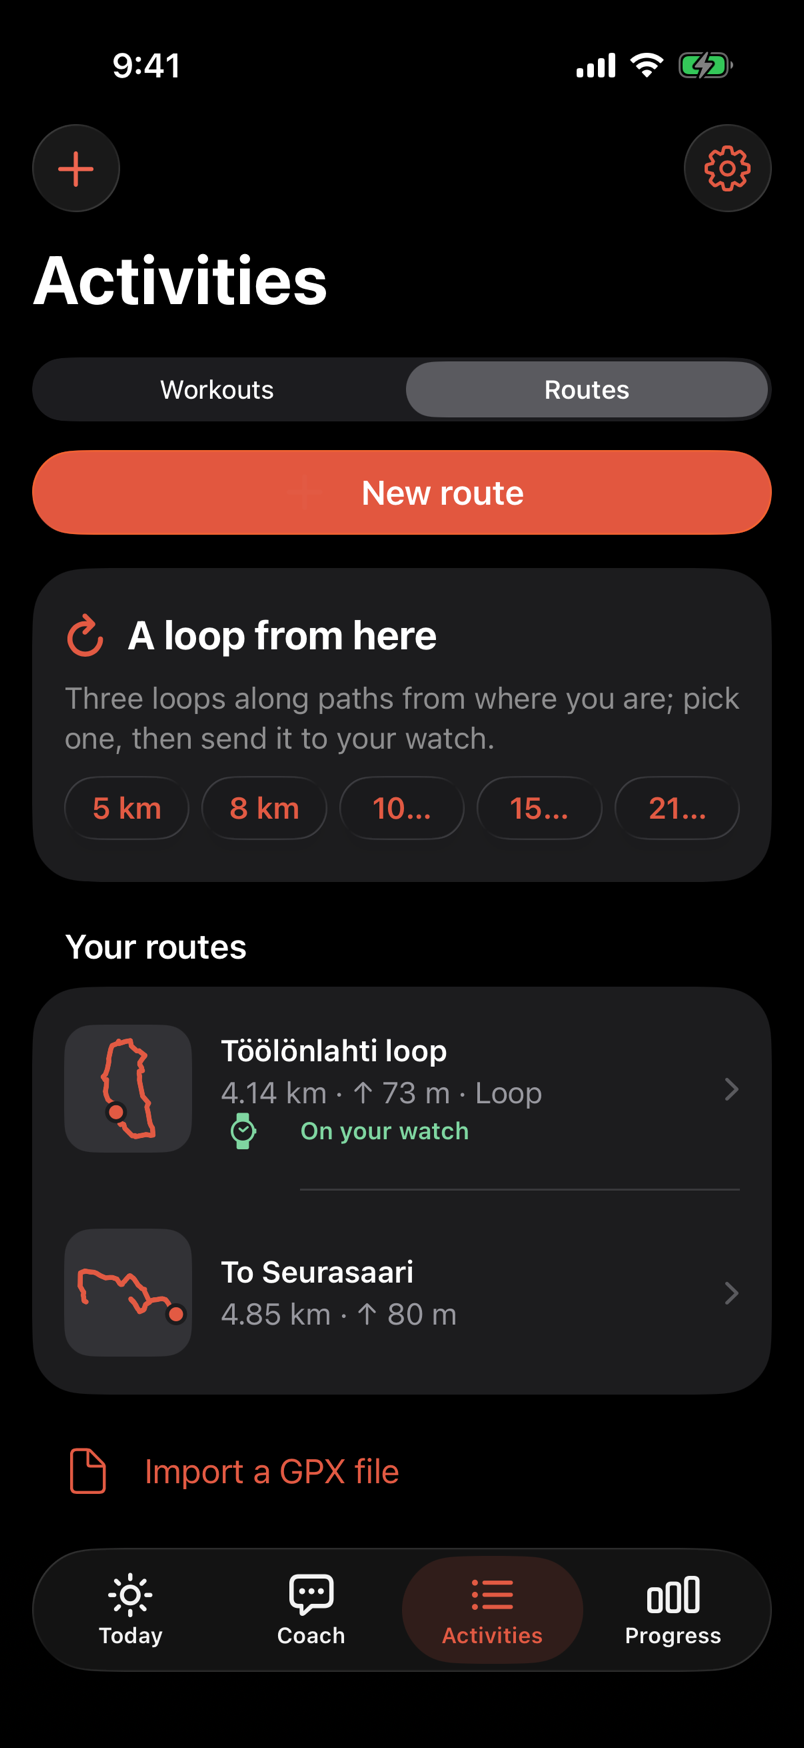 9:41
Activities
Workouts
Routes
New route
A loop from here
Three loops along paths from where you are; pick
one, then send it to your watch.
5 km
8 km
10...
15...
21...
Your routes
Töölönlahti loop
4.14 km · ↑ 73 m · Loop
On your watch
To Seurasaari
4.85 km · ↑ 80 m
Import a GPX file
Today
Coach
Activities
Progress